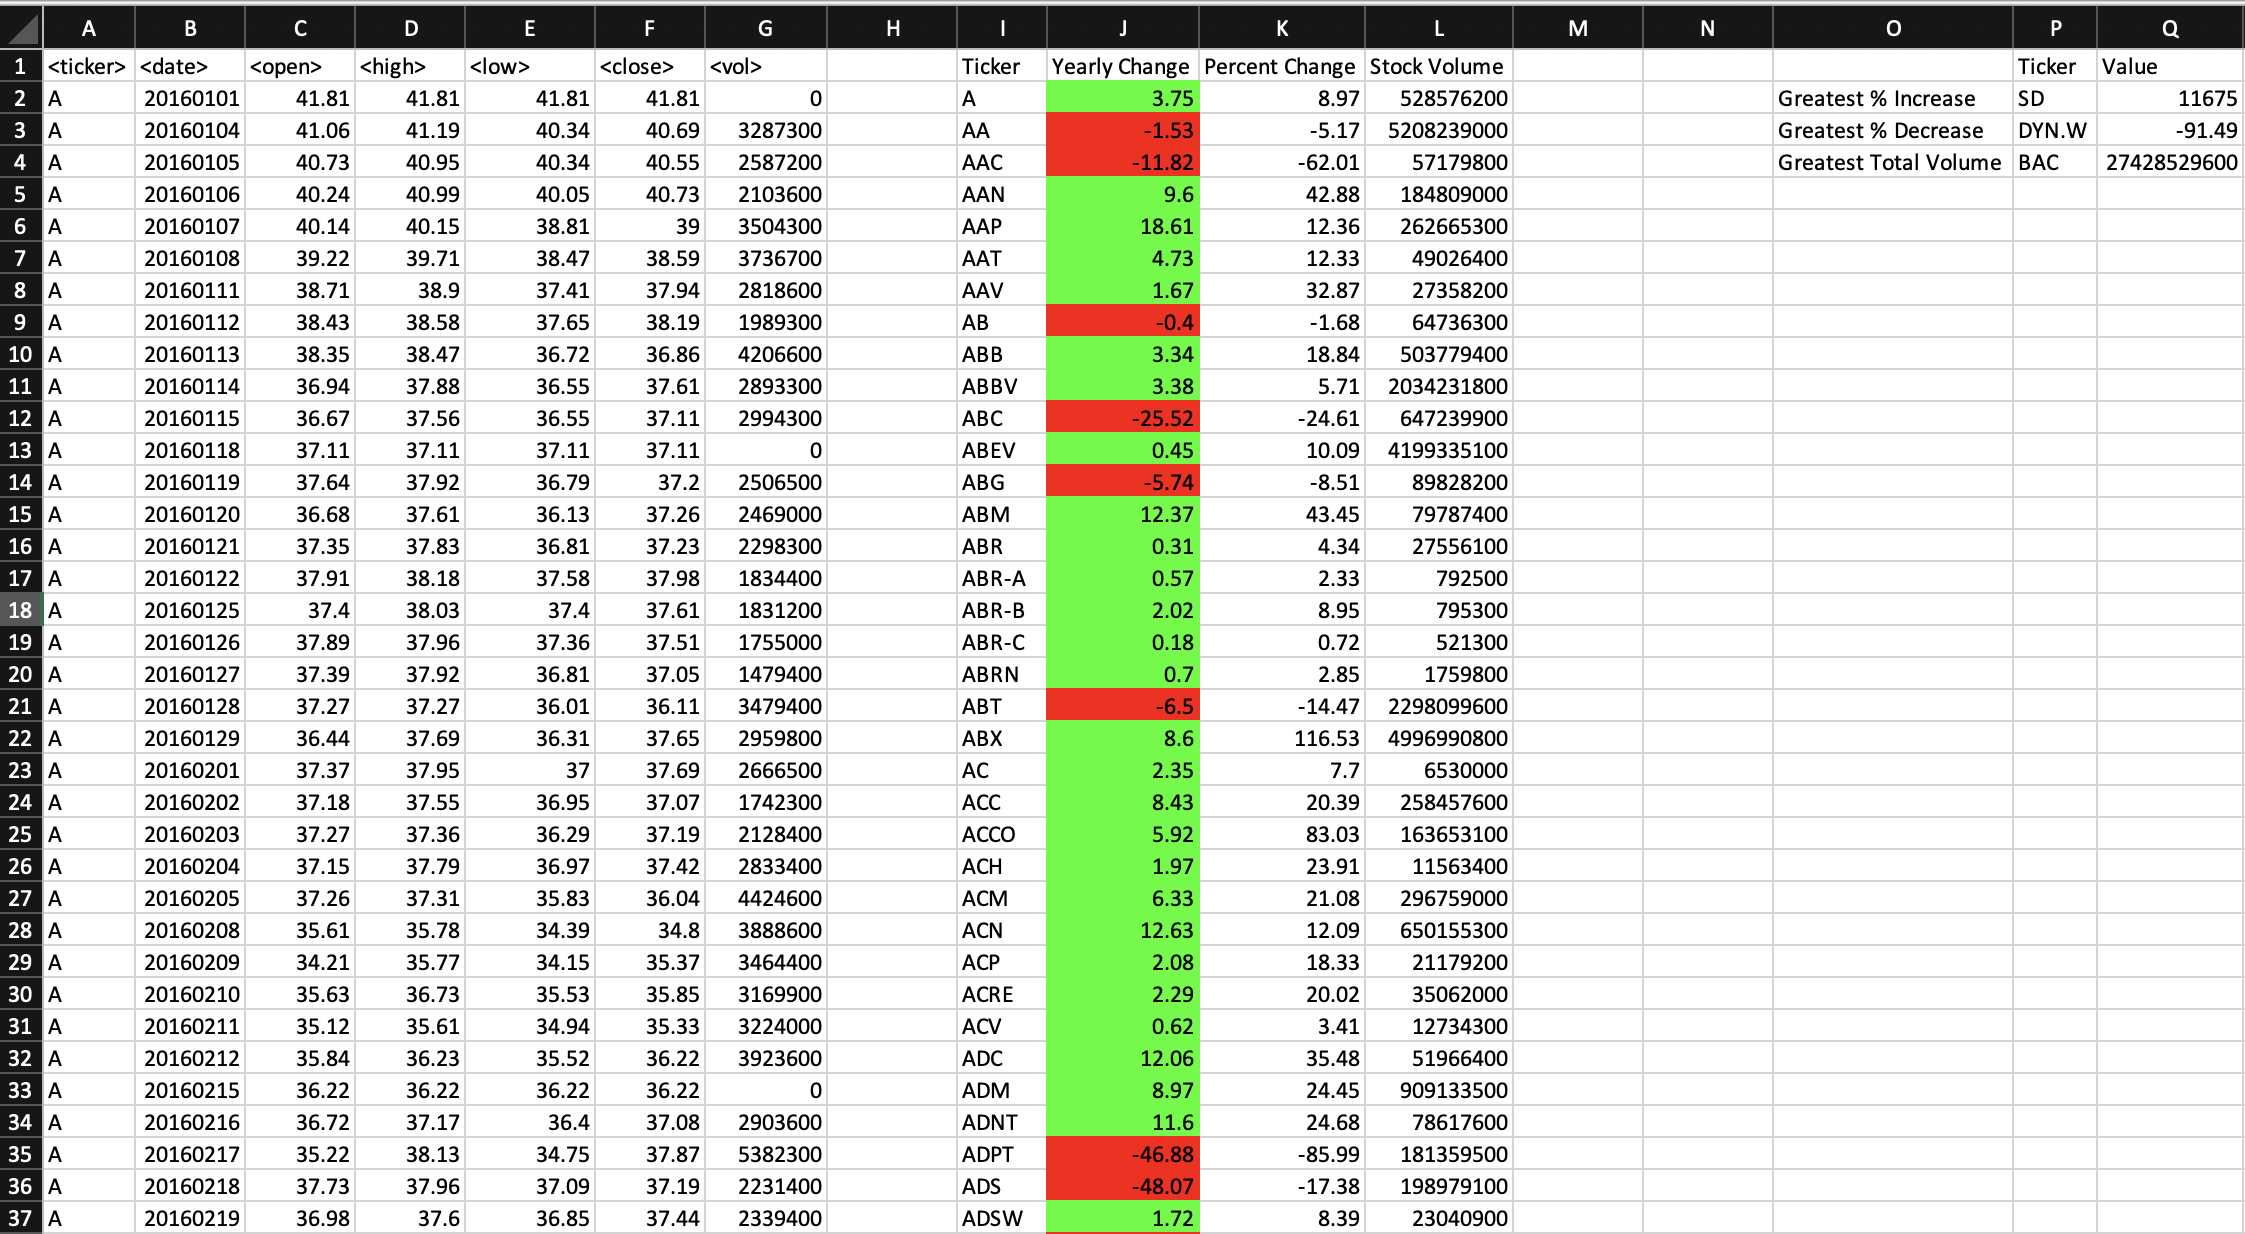 A B C D E F G H I J K L M N O P Q
1 <ticker> <date> <open> <high> <low> <close> <vol> Ticker Yearly Change Percent Change Stock Volume Ticker Value
2 A 20160101 41.81 41.81 41.81 41.81 0 A 3.75 8.97 528576200 Greatest % Increase SD 11675
3 A 20160104 41.06 41.19 40.34 40.69 3287300 AA -1.53 -5.17 5208239000 Greatest % Decrease DYN.W -91.49
4 A 20160105 40.73 40.95 40.34 40.55 2587200 AAC -11.82 -62.01 57179800 Greatest Total Volume BAC 27428529600
5 A 20160106 40.24 40.99 40.05 40.73 2103600 AAN 9.6 42.88 184809000
6 A 20160107 40.14 40.15 38.81 39 3504300 AAP 18.61 12.36 262665300
7 A 20160108 39.22 39.71 38.47 38.59 3736700 AAT 4.73 12.33 49026400
8 A 20160111 38.71 38.9 37.41 37.94 2818600 AAV 1.67 32.87 27358200
9 A 20160112 38.43 38.58 37.65 38.19 1989300 AB -0.4 -1.68 64736300
10 A 20160113 38.35 38.47 36.72 36.86 4206600 ABB 3.34 18.84 503779400
11 A 20160114 36.94 37.88 36.55 37.61 2893300 ABBV 3.38 5.71 2034231800
12 A 20160115 36.67 37.56 36.55 37.11 2994300 ABC -25.52 -24.61 647239900
13 A 20160118 37.11 37.11 37.11 37.11 0 ABEV 0.45 10.09 4199335100
14 A 20160119 37.64 37.92 36.79 37.2 2506500 ABG -5.74 -8.51 89828200
15 A 20160120 36.68 37.61 36.13 37.26 2469000 ABM 12.37 43.45 79787400
16 A 20160121 37.35 37.83 36.81 37.23 2298300 ABR 0.31 4.34 27556100
17 A 20160122 37.91 38.18 37.58 37.98 1834400 ABR-A 0.57 2.33 792500
18 A 20160125 37.4 38.03 37.4 37.61 1831200 ABR-B 2.02 8.95 795300
19 A 20160126 37.89 37.96 37.36 37.51 1755000 ABR-C 0.18 0.72 521300
20 A 20160127 37.39 37.92 36.81 37.05 1479400 ABRN 0.7 2.85 1759800
21 A 20160128 37.27 37.27 36.01 36.11 3479400 ABT -6.5 -14.47 2298099600
22 A 20160129 36.44 37.69 36.31 37.65 2959800 ABX 8.6 116.53 4996990800
23 A 20160201 37.37 37.95 37 37.69 2666500 AC 2.35 7.7 6530000
24 A 20160202 37.18 37.55 36.95 37.07 1742300 ACC 8.43 20.39 258457600
25 A 20160203 37.27 37.36 36.29 37.19 2128400 ACCO 5.92 83.03 163653100
26 A 20160204 37.15 37.79 36.97 37.42 2833400 ACH 1.97 23.91 11563400
27 A 20160205 37.26 37.31 35.83 36.04 4424600 ACM 6.33 21.08 296759000
28 A 20160208 35.61 35.78 34.39 34.8 3888600 ACN 12.63 12.09 650155300
29 A 20160209 34.21 35.77 34.15 35.37 3464400 ACP 2.08 18.33 21179200
30 A 20160210 35.63 36.73 35.53 35.85 3169900 ACRE 2.29 20.02 35062000
31 A 20160211 35.12 35.61 34.94 35.33 3224000 ACV 0.62 3.41 12734300
32 A 20160212 35.84 36.23 35.52 36.22 3923600 ADC 12.06 35.48 51966400
33 A 20160215 36.22 36.22 36.22 36.22 0 ADM 8.97 24.45 909133500
34 A 20160216 36.72 37.17 36.4 37.08 2903600 ADNT 11.6 24.68 78617600
35 A 20160217 35.22 38.13 34.75 37.87 5382300 ADPT -46.88 -85.99 181359500
36 A 20160218 37.73 37.96 37.09 37.19 2231400 ADS -48.07 -17.38 198979100
37 A 20160219 36.98 37.6 36.85 37.44 2339400 ADSW 1.72 8.39 23040900